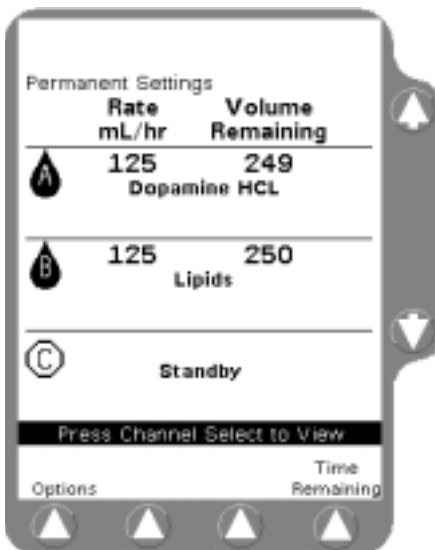 Permanent Settings
Rate Volume
mL/hr Remaining
A 125 249
Dopamine HCL
B 125 250
Lipids
C
Standby
Press Channel Select to View
Time
Options Remaining